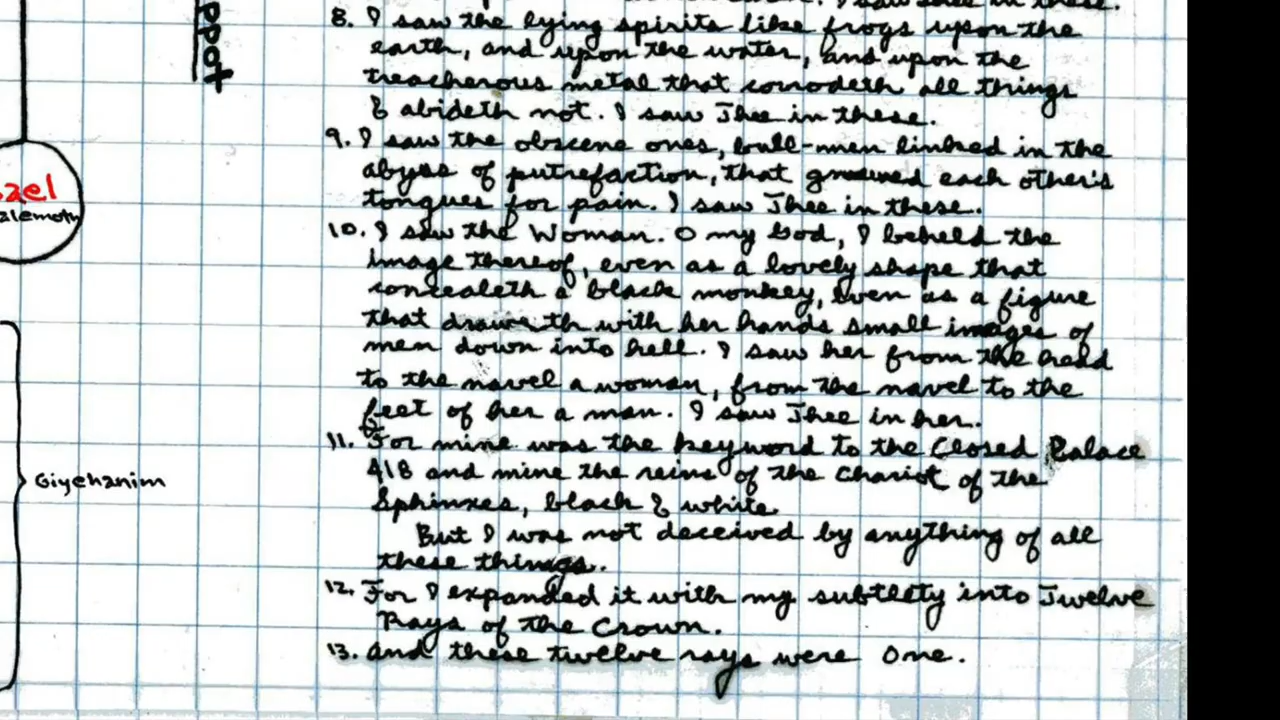 I saw Thee in these.
8. I saw the lying spirits like frogs upon the
earth, and upon the water, and upon the
treacherous metal that corrodeth all things
& abideth not. I saw Thee in these.
9. I saw the obscene ones, bull-men linked in the
abyss of putrefaction, that gnawed each other's
tongues for pain. I saw Thee in these.
10. I saw the Woman. O my God, I beheld the
image thereof, even as a lovely shape that
concealeth a black monkey, even as a figure
that draweth with her hands small images of
men down into hell. I saw her from the head
to the navel a woman, from the navel to the
feet of her a man. I saw Thee in her.
11. For mine was the keyword to the Closed Palace
418 and mine the reins of the Chariot of the
Sphinxes, black & white.
But I was not deceived by anything of all
these things.
12. For I expanded it with my subtlety into Twelve
Rays of the Crown.
13. And these twelve rays were One.
ppot
ael
alemoth
Giyehanim